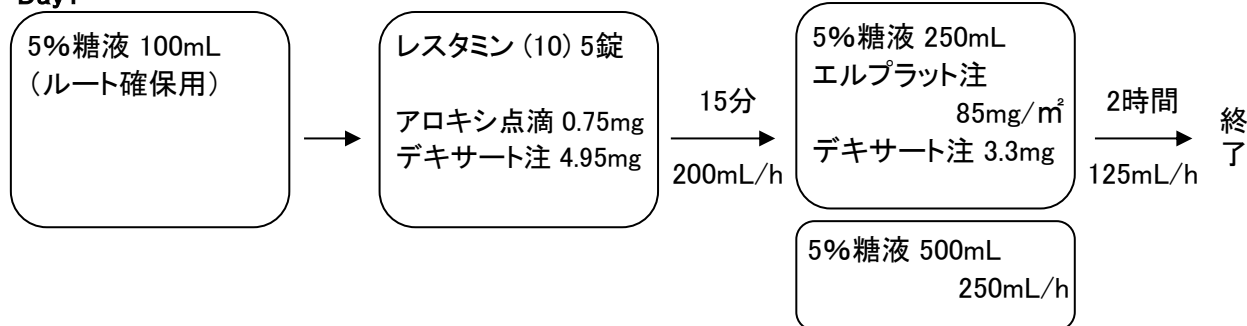 Day1
5%糖液 100mL
（ルート確保用）
レスタミン (10) 5錠
アロキシ点滴 0.75mg
デキサート注 4.95mg
15分
200mL/h
5%糖液 250mL
エルプラット注
85mg/㎡
デキサート注 3.3mg
2時間
125mL/h
終了
5%糖液 500mL
250mL/h